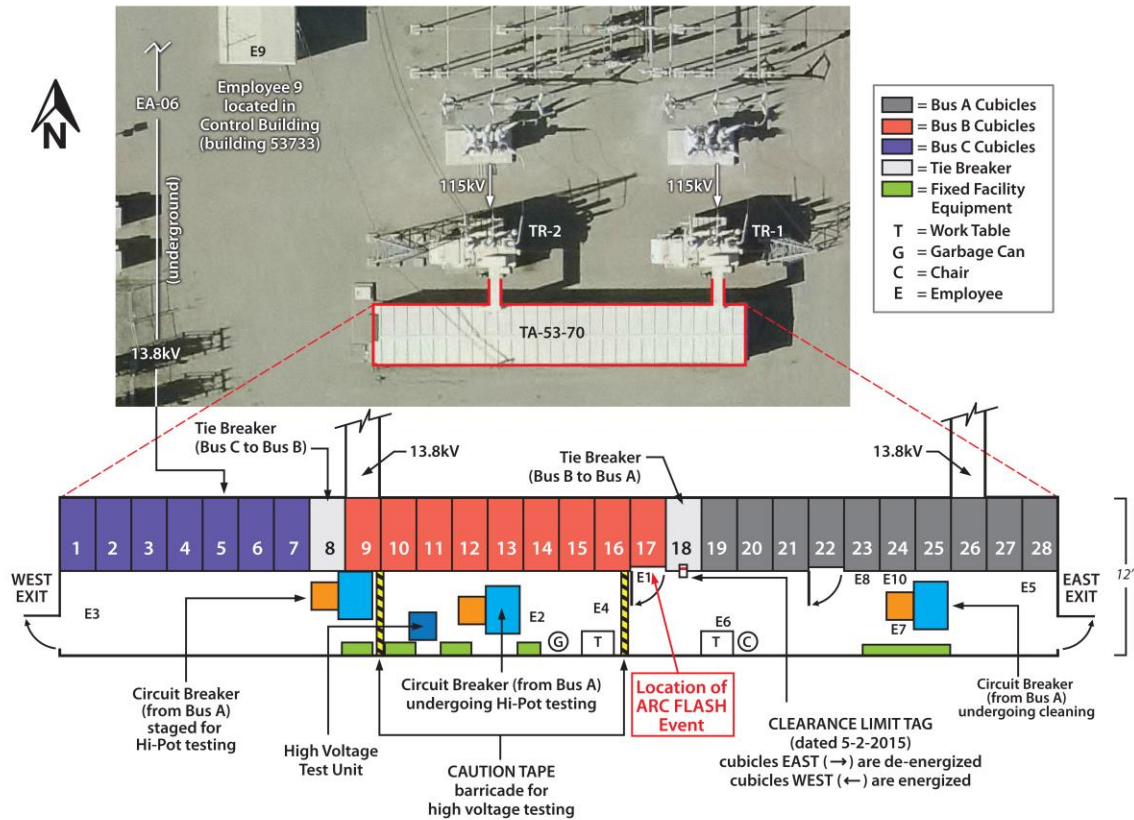 E9
Employee 9
located in
Control Building
(building 53733)
N
EA-06
(underground)
13.8kV
115kV
115kV
TR-2
TR-1
TA-53-70
= Bus A Cubicles
= Bus B Cubicles
= Bus C Cubicles
= Tie Breaker
= Fixed Facility
Equipment
T = Work Table
G = Garbage Can
C = Chair
E = Employee
Tie Breaker
(Bus C to Bus B)
13.8kV
Tie Breaker
(Bus B to Bus A)
13.8kV
1 2 3 4 5 6 7 8 9 10 11 12 13 14 15 16 17 18 19 20 21 22 23 24 25 26 27 28
12'
WEST
EXIT
E3
E2
E4
E1
G
T
E6
T
C
E8
E10
E7
E5
EAST
EXIT
Circuit Breaker
(from Bus A)
staged for
Hi-Pot testing
High Voltage
Test Unit
Circuit Breaker (from Bus A)
undergoing Hi-Pot testing
CAUTION TAPE
barricade for
high voltage testing
Location of
ARC FLASH
Event
CLEARANCE LIMIT TAG
(dated 5-2-2015)
cubicles EAST (→) are de-energized
cubicles WEST (←) are energized
Circuit Breaker
(from Bus A)
undergoing cleaning